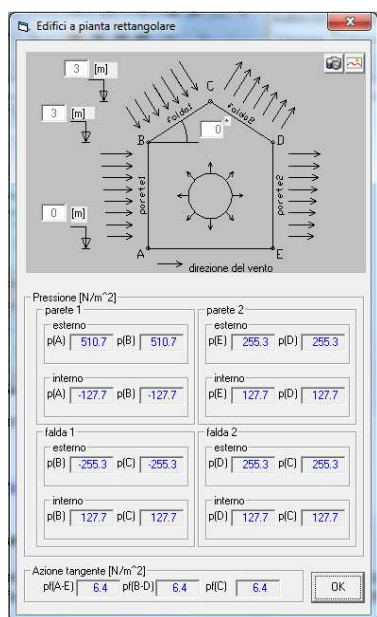 Edifici a pianta rettangolare
3 [m]
C
falda1
falda2
3 [m]
B
0 °
D
parete1
parete2
0 [m]
A
E
direzione del vento
Pressione [N/m^2]
parete 1
esterno
p(A) 510.7 p(B) 510.7
interno
p(A) -127.7 p(B) -127.7
parete 2
esterno
p(E) 255.3 p(D) 255.3
interno
p(E) 127.7 p(D) 127.7
falda 1
esterno
p(B) -255.3 p(C) -255.3
interno
p(B) 127.7 p(C) 127.7
falda 2
esterno
p(D) 255.3 p(C) 255.3
interno
p(D) 127.7 p(C) 127.7
Azione tangente [N/m^2]
pf(A-E) 6.4 pf(B-D) 6.4 pf(C) 6.4
OK